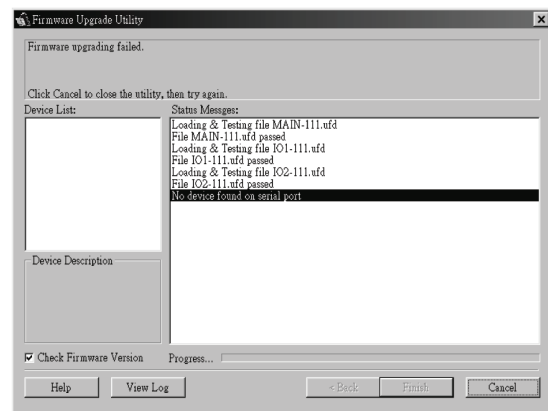 Firmware Upgrade Utility
Firmware upgrading failed.
Click Cancel to close the utility, then try again.
Device List:
Status Messges:
Loading & Testing file MAIN-111.ufd
File MAIN-111.ufd passed
Loading & Testing file IO1-111.ufd
File IO1-111.ufd passed
Loading & Testing file IO2-111.ufd
File IO2-111.ufd passed
No device found on serial port
Device Description
Check Firmware Version
Progress...
Help
View Log
< Back
Finish
Cancel